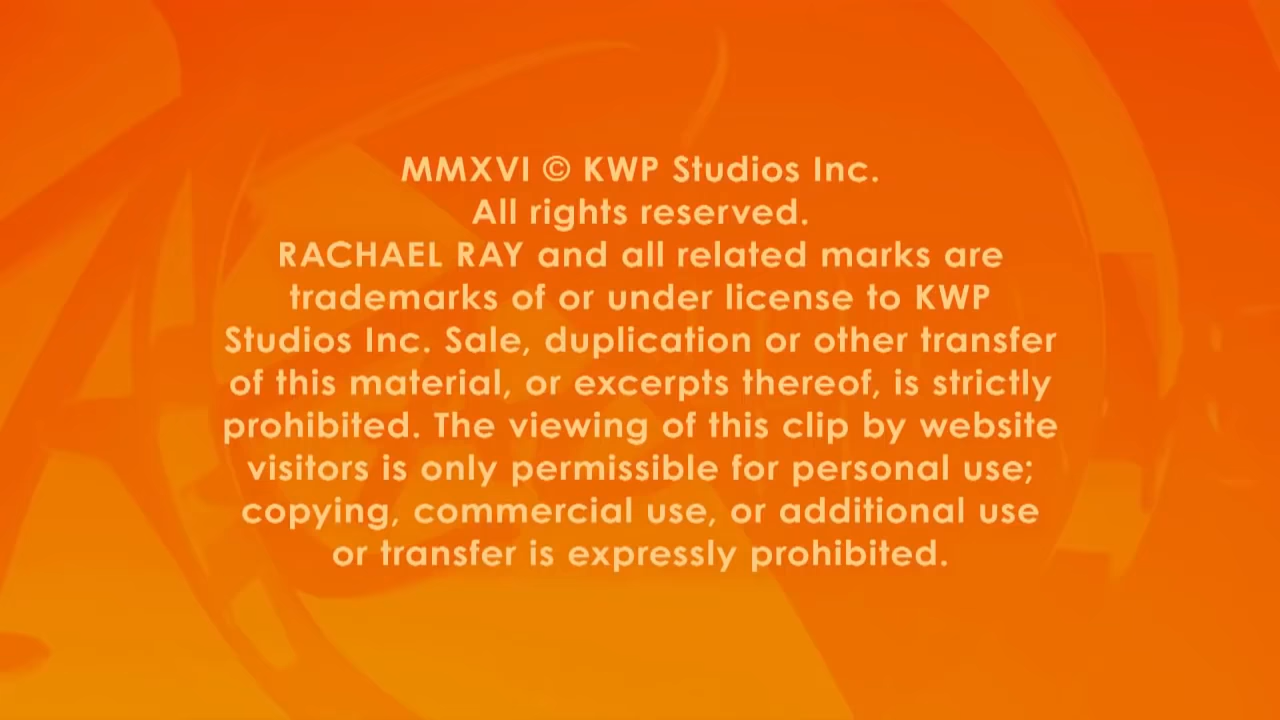 MMXVI © KWP Studios Inc.
All rights reserved.
RACHAEL RAY and all related marks are
trademarks of or under license to KWP
Studios Inc. Sale, duplication or other transfer
of this material, or excerpts thereof, is strictly
prohibited. The viewing of this clip by website
visitors is only permissible for personal use;
copying, commercial use, or additional use
or transfer is expressly prohibited.